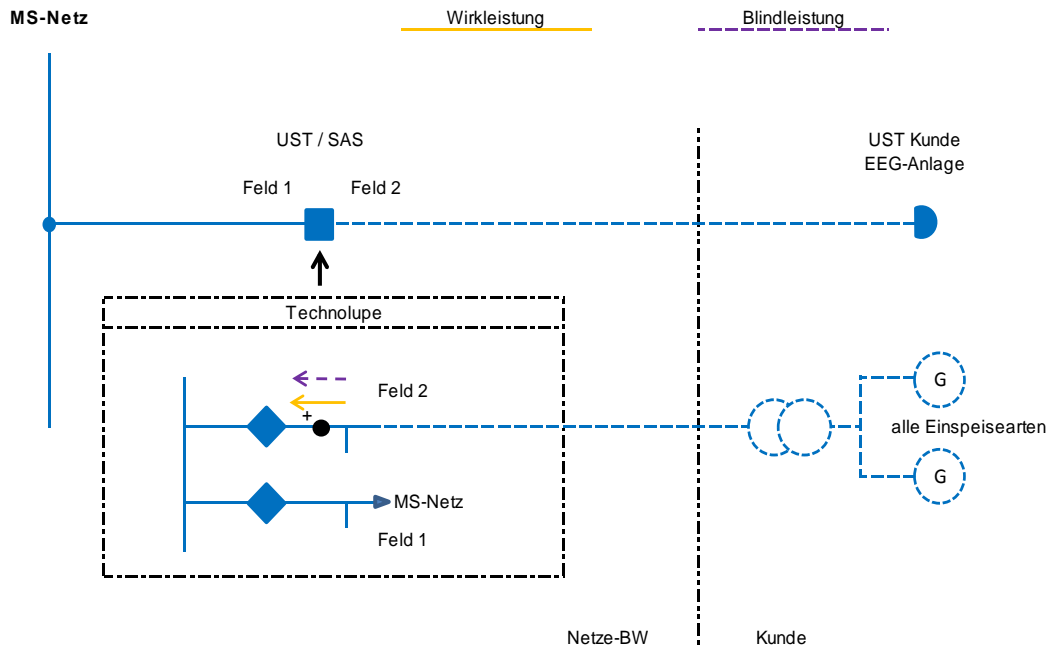 MS-Netz
Wirkleistung
Blindleistung
UST / SAS
UST Kunde
EEG-Anlage
Feld 1
Feld 2
Technolupe
Feld 2
+
G
alle Einspeisearten
G
MS-Netz
Feld 1
Netze-BW
Kunde